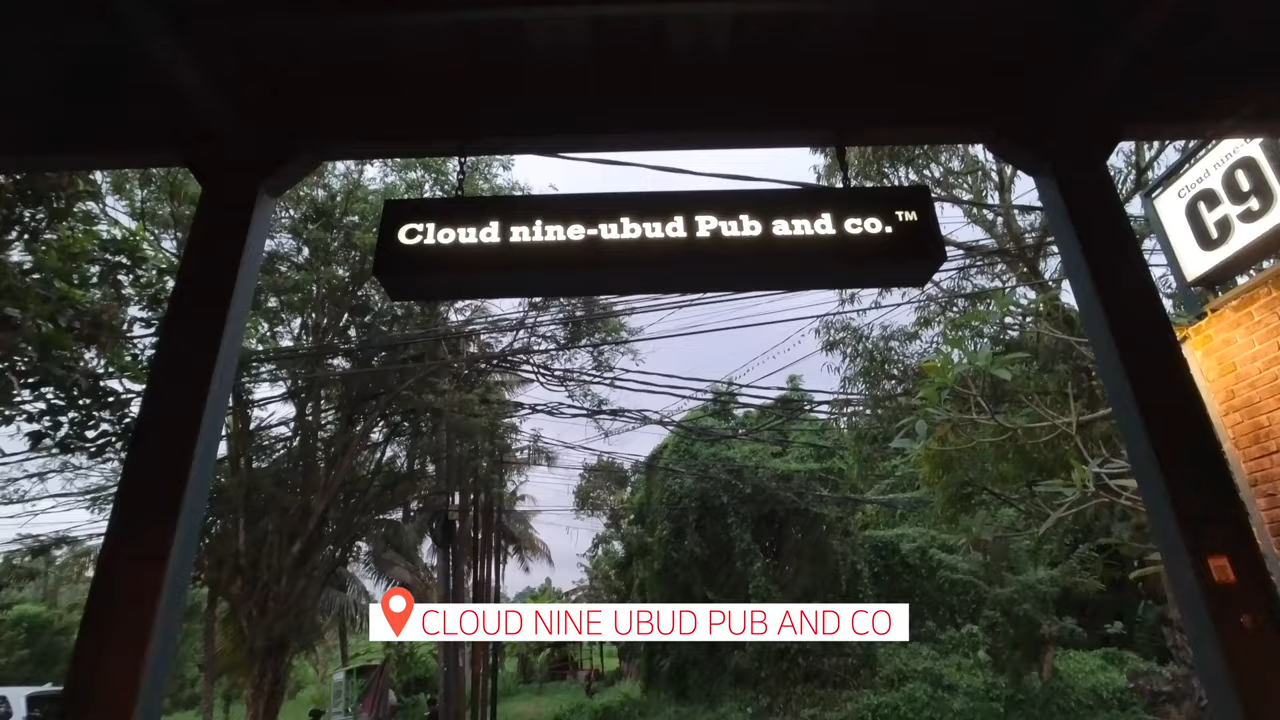 Cloud nine-ubud Pub and co.™
Cloud nine-
C9
CLOUD NINE UBUD PUB AND CO